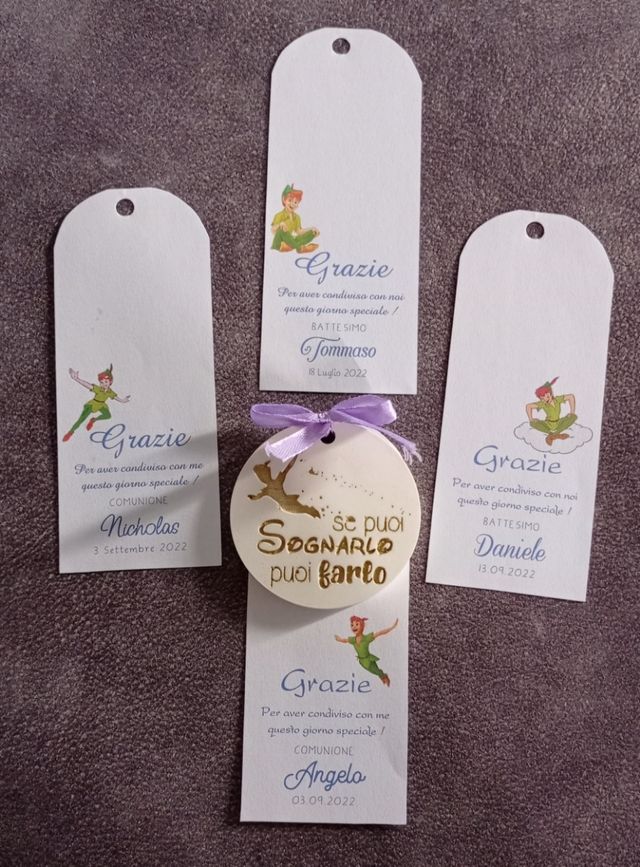 Grazie
Per aver condiviso con noi
questo giorno speciale !
BATTESIMO
Tommaso
18 Luglio 2022
Grazie
Per aver condiviso con me
questo giorno speciale !
COMUNIONE
Nicholas
3 Settembre 2022
Grazie
Per aver condiviso con noi
questo giorno speciale !
BATTESIMO
Daniele
13.09.2022
se puoi
SOGNARLO
puoi farlo
Grazie
Per aver condiviso con me
questo giorno speciale !
COMUNIONE
Angelo
03.09.2022